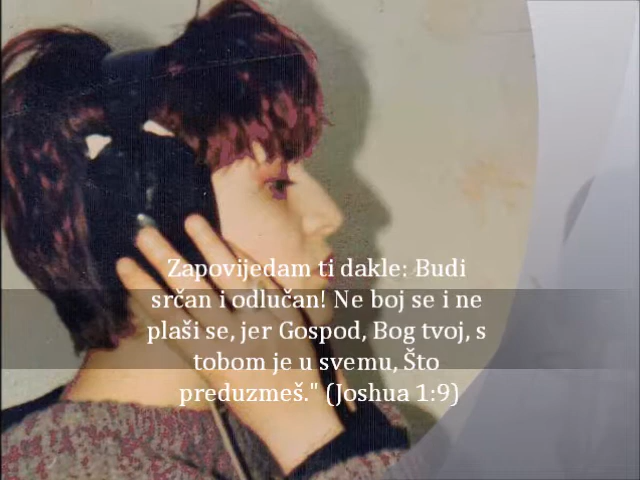 Zapovijedam ti dakle: Budi
srčan i odlučan! Ne boj se i ne
plaši se, jer Gospod, Bog tvoj, s
tobom je u svemu, Što
preduzmeš." (Joshua 1:9)